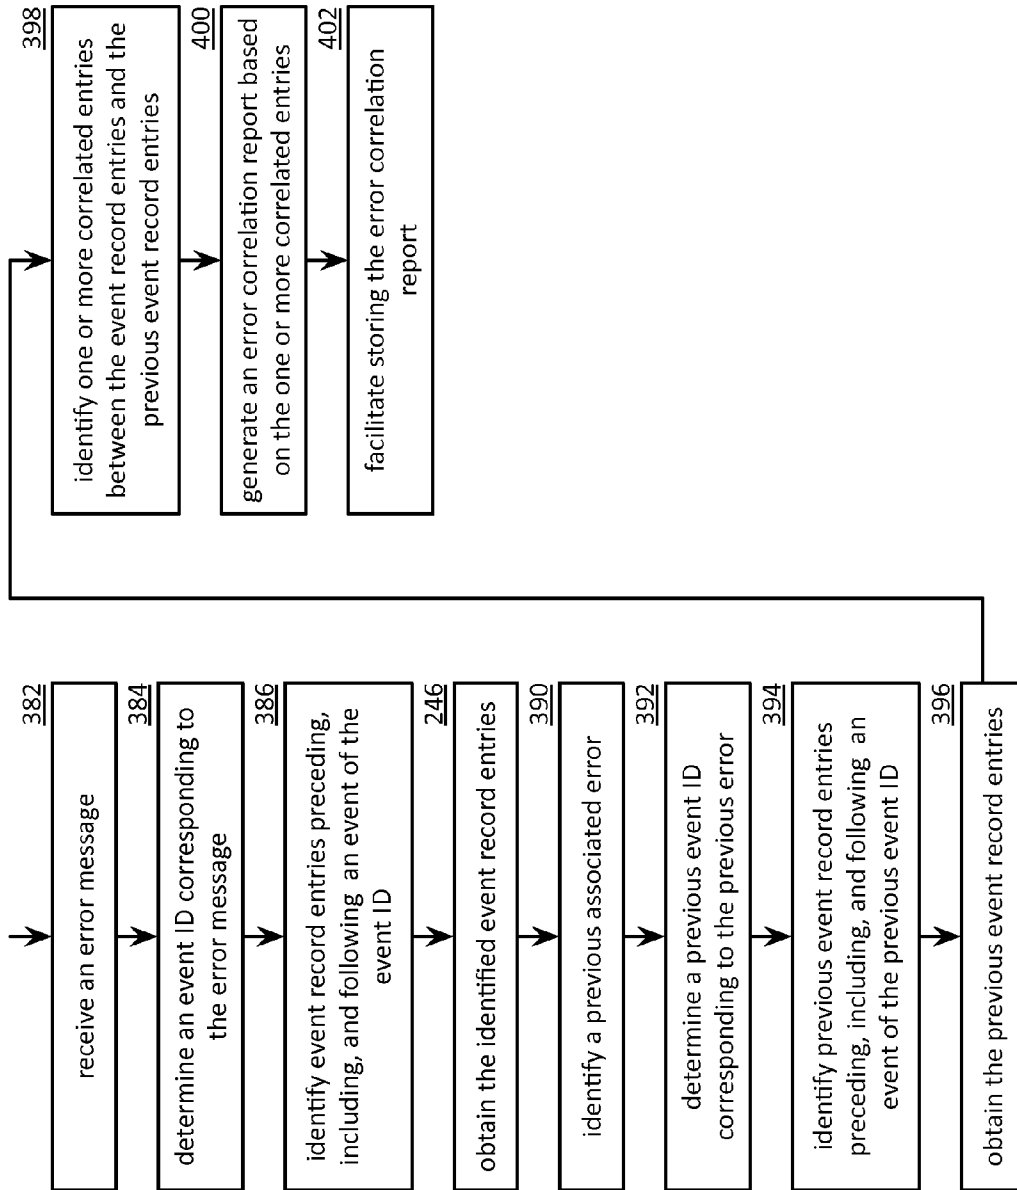 382
receive an error message
384
determine an event ID corresponding to
the error message
386
identify event record entries preceding,
including, and following an event of the
event ID
246
obtain the identified event record entries
390
identify a previous associated error
392
determine a previous event ID
corresponding to the previous error
394
identify previous event record entries
preceding, including, and following an
event of the previous event ID
396
obtain the previous event record entries
398
identify one or more correlated entries
between the event record entries and the
previous event record entries
400
generate an error correlation report based
on the one or more correlated entries
402
facilitate storing the error correlation
report